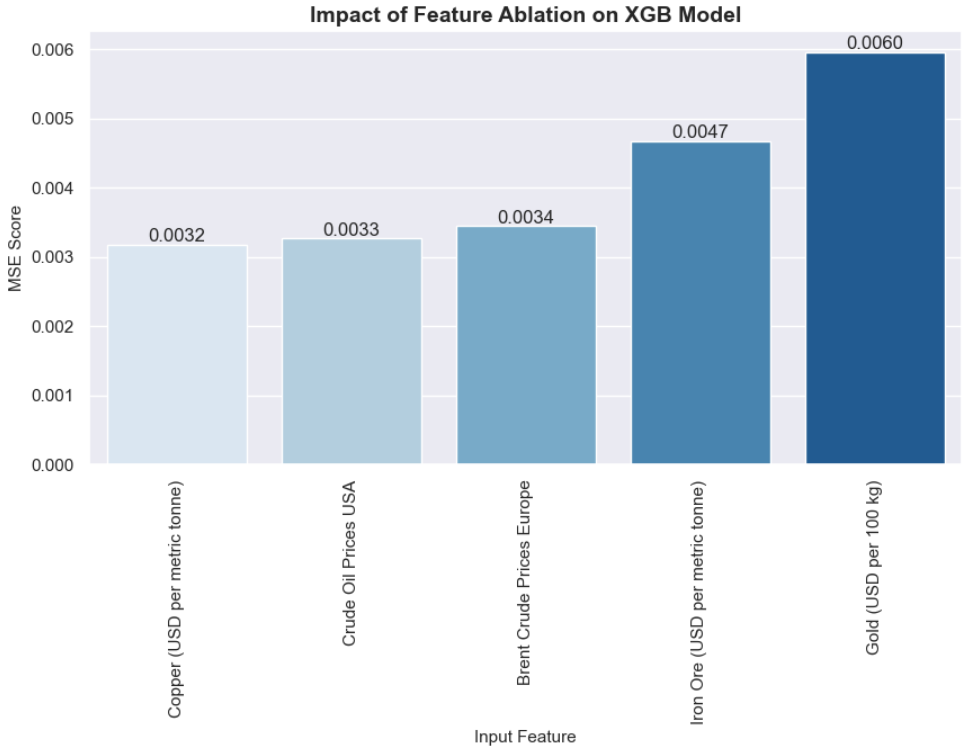 Impact of Feature Ablation on XGB Model
MSE Score
0.006
0.005
0.004
0.003
0.002
0.001
0.000
0.0032
0.0033
0.0034
0.0047
0.0060
Copper (USD per metric tonne)
Crude Oil Prices USA
Brent Crude Prices Europe
Iron Ore (USD per metric tonne)
Gold (USD per 100 kg)
Input Feature